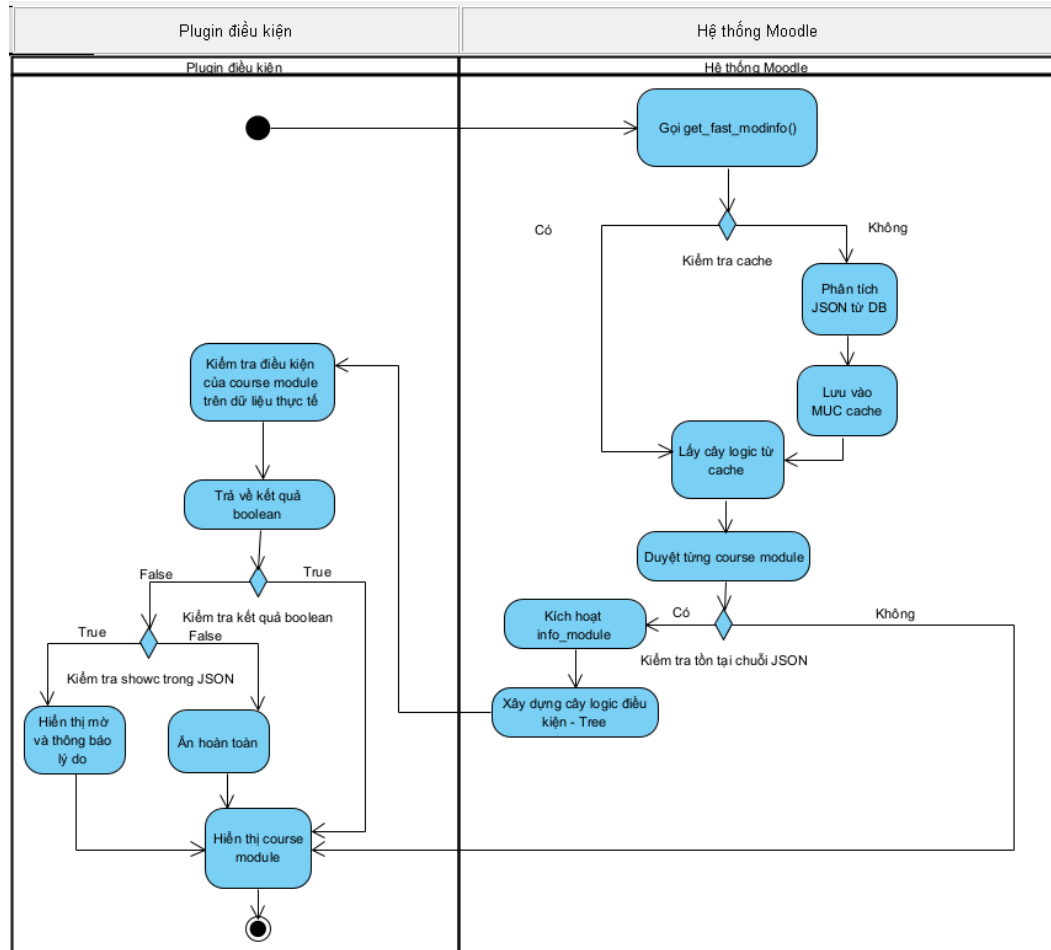 Plugin điều kiện
Hệ thống Moodle
Plugin điều kiện
Hệ thống Moodle
Gọi get_fast_modinfo()
Có
Không
Kiểm tra cache
Phân tích
JSON từ DB
Lưu vào
MUC cache
Lấy cây logic từ
cache
Duyệt từng course module
Có
Không
Kiểm tra tồn tại chuỗi JSON
Kích hoạt
info_module
Xây dựng cây logic điều
kiện - Tree
Kiểm tra điều kiện
của course module
trên dữ liệu thực tế
Trả về kết quả
boolean
False
True
Kiểm tra kết quả boolean
True
False
Kiểm tra showc trong JSON
Hiển thị mờ
và thông báo
lý do
Ẩn hoàn toàn
Hiển thị course
module